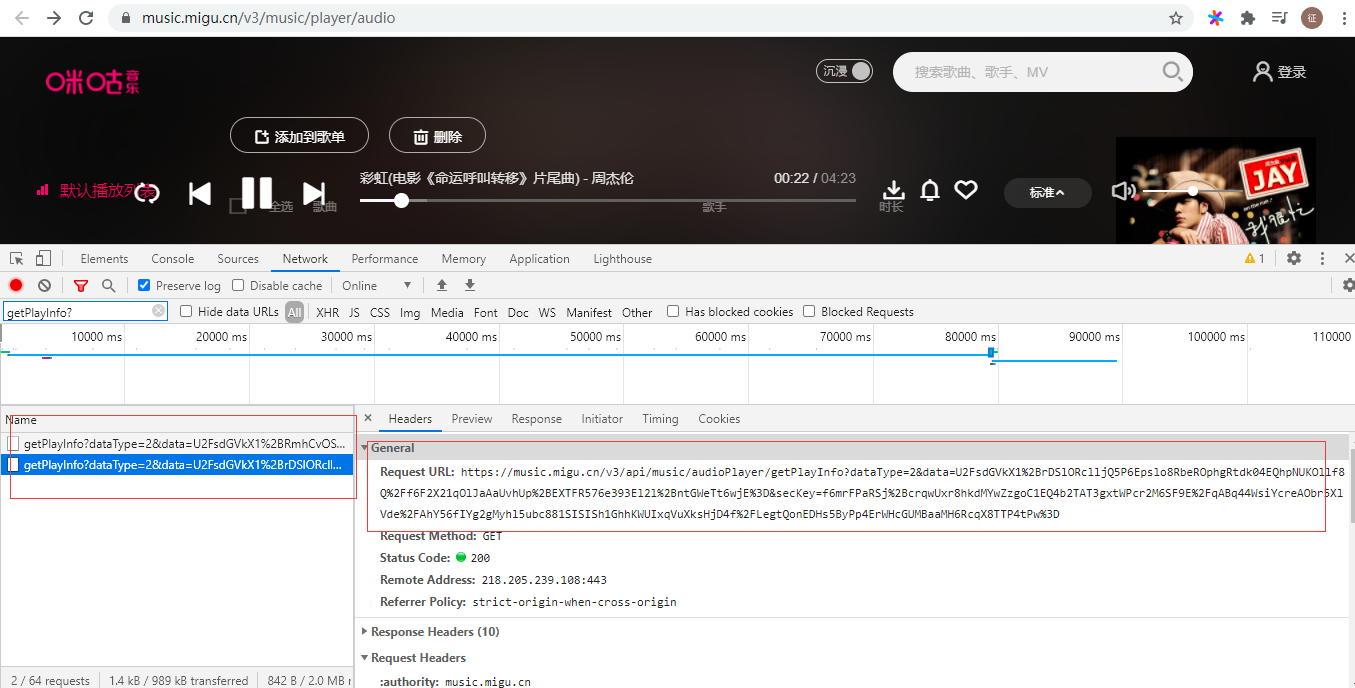 music.migu.cn/v3/music/player/audio
征
咪咕音乐
沉浸
搜索歌曲、歌手、MV
登录
添加到歌单
删除
默认播放列表
全选
歌曲
彩虹(电影《命运呼叫转移》片尾曲) - 周杰伦
00:22 / 04:23
歌手
时长
标准
JAY
我很忙
Elements Console Sources Network Performance Memory Application Lighthouse 1
Preserve log Disable cache Online
getPlayInfo? Hide data URLs All XHR JS CSS Img Media Font Doc WS Manifest Other Has blocked cookies Blocked Requests
10000 ms 20000 ms 30000 ms 40000 ms 50000 ms 60000 ms 70000 ms 80000 ms 90000 ms 100000 ms 110000
Name
getPlayInfo?dataType=2&data=U2FsdGVkX1%2BRmhCvOS...
getPlayInfo?dataType=2&data=U2FsdGVkX1%2BrDSlORcll...
2 / 64 requests 1.4 kB / 989 kB transferred 842 B / 2.0 MB r
Headers Preview Response Initiator Timing Cookies
General
Request URL: https://music.migu.cn/v3/api/music/audioPlayer/getPlayInfo?dataType=2&data=U2FsdGVkX1%2BrDSlORclljQ5P6Epslo8RbeROphgRtdk04EQhpNUKOllf8
Q%2Ff6F2X21qOlJaAaUvhUp%2BEXTFR576e393El2l%2BntGWeTt6wjE%3D&secKey=f6mrFPaRSj%2BcrqwUxr8hkdMYwZzgoC1EQ4b2TAT3gxtWPcr2M6SF9E%2FqABq44WsiYcreAObr5Xl
Vde%2FAhY56fIYg2gMyhl5ubc881SISISh1GhhKWUIxqVuXksHjD4f%2FLegtQonEDHs5ByPp4ErWHcGUMBaaMH6RcqX8TTP4tPw%3D
Request Method: GET
Status Code: 200
Remote Address: 218.205.239.108:443
Referrer Policy: strict-origin-when-cross-origin
Response Headers (10)
Request Headers
:authority: music.migu.cn